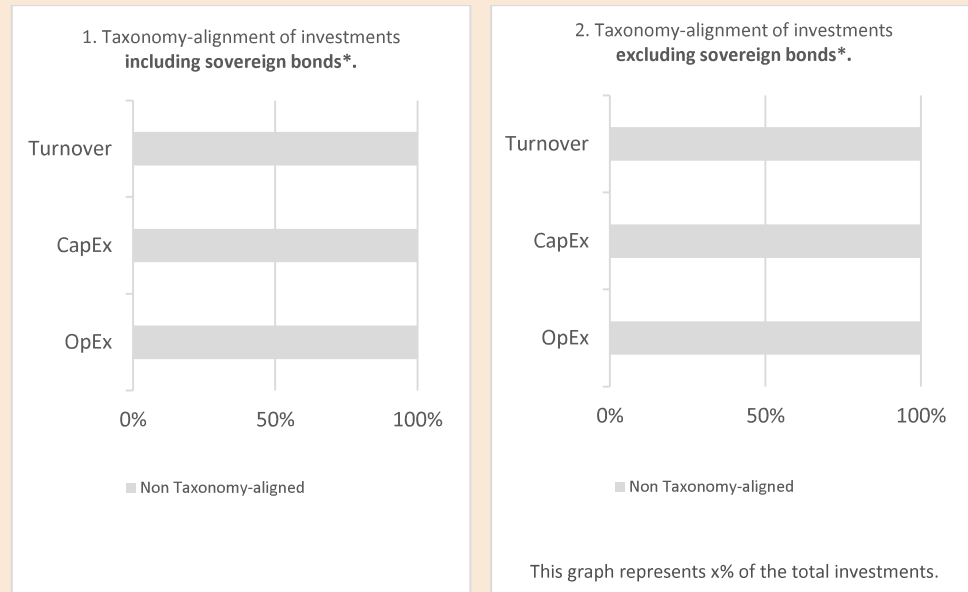 1. Taxonomy-alignment of investments
including sovereign bonds*.
Turnover
CapEx
OpEx
0% 50% 100%
Non Taxonomy-aligned
2. Taxonomy-alignment of investments
excluding sovereign bonds*.
Turnover
CapEx
OpEx
0% 50% 100%
Non Taxonomy-aligned
This graph represents x% of the total investments.